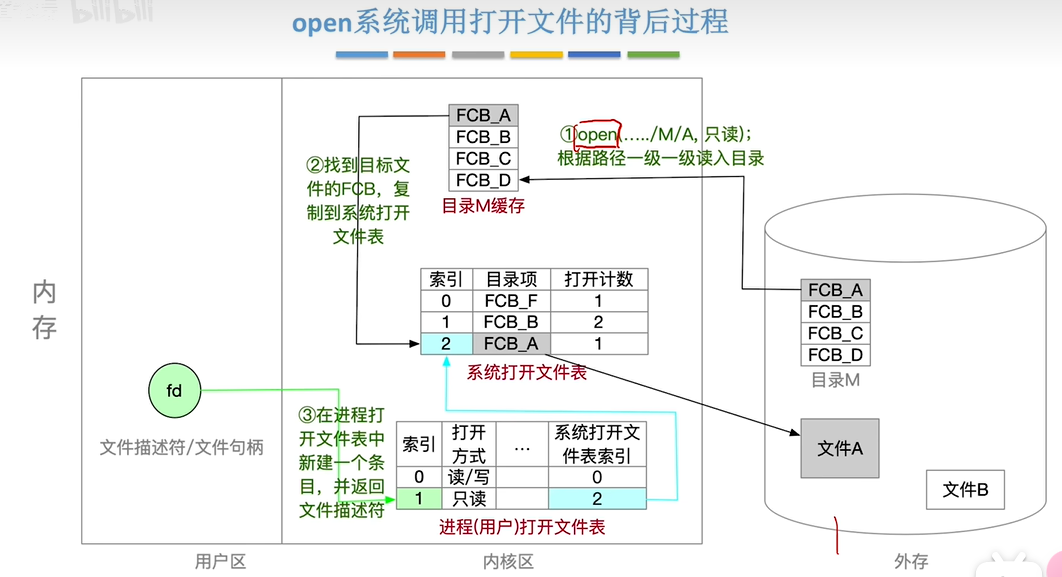 bilibili
open系统调用打开文件的背后过程
FCB_A
FCB_B
FCB_C
FCB_D
目录M缓存
①open(…../M/A, 只读);
根据路径一级一级读入目录
②找到目标文
件的FCB，复
制到系统打开
文件表
内
存
索引 目录项 打开计数
0 FCB_F 1
1 FCB_B 2
2 FCB_A 1
系统打开文件表
FCB_A
FCB_B
FCB_C
FCB_D
目录M
文件A
文件B
fd
文件描述符/文件句柄
③在进程打
开文件表中
新建一个条
目，并返回
文件描述符
索引 打开
方式 … 系统打开文
件表索引
0 读/写 0
1 只读 2
进程(用户)打开文件表
用户区
内核区
外存